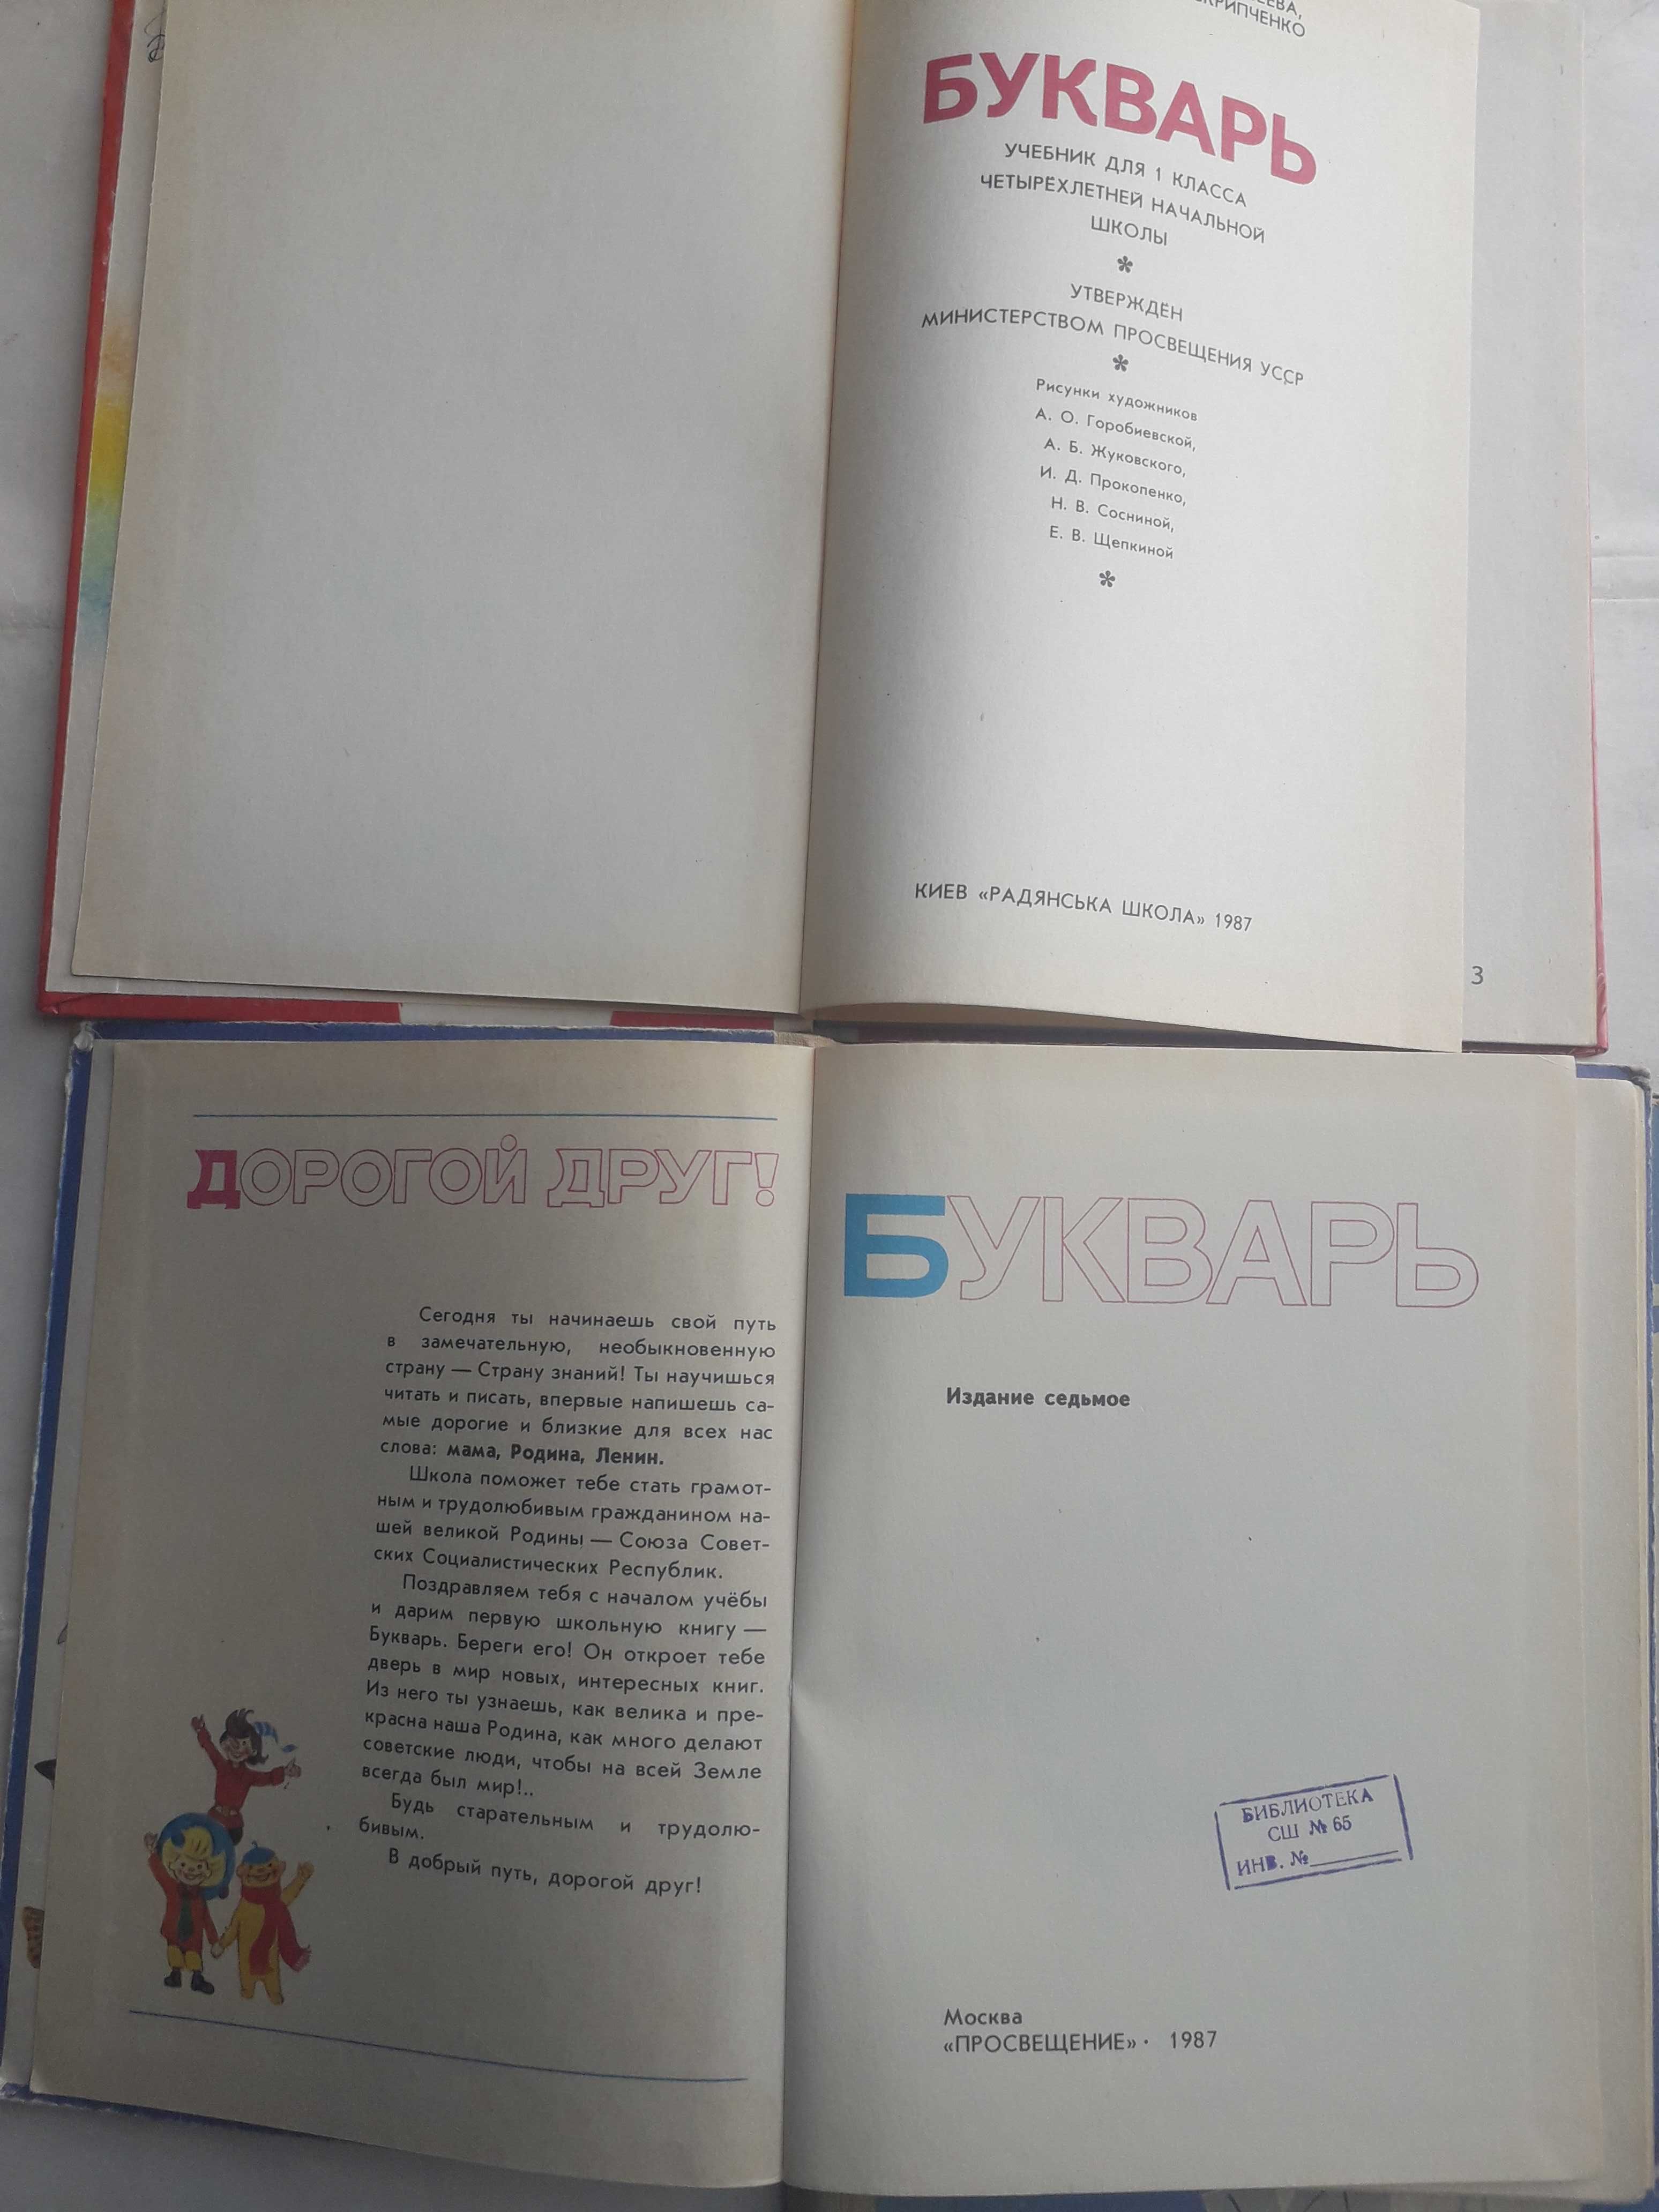 СКРИПЧЕНКО
БУКВАРЬ
УЧЕБНИК ДЛЯ 1 КЛАССА
ЧЕТЫРЁХЛЕТНЕЙ НАЧАЛЬНОЙ
ШКОЛЫ
*
УТВЕРЖДЁН
МИНИСТЕРСТВОМ ПРОСВЕЩЕНИЯ УССР
*
Рисунки художников
А. О. Горобиевской,
А. Б. Жуковского,
И. Д. Прокопенко,
Н. В. Сосниной,
Е. В. Щепкиной
*
КИЕВ «РАДЯНСЬКА ШКОЛА» 1987
3
ДОРОГОЙ ДРУГ!
Сегодня ты начинаешь свой путь
в замечательную, необыкновенную
страну — Страну знаний! Ты научишься
читать и писать, впервые напишешь са-
мые дорогие и близкие для всех нас
слова: мама, Родина, Ленин.
Школа поможет тебе стать грамот-
ным и трудолюбивым гражданином на-
шей великой Родины — Союза Совет-
ских Социалистических Республик.
Поздравляем тебя с началом учёбы
и дарим первую школьную книгу —
Букварь. Береги его! Он откроет тебе
дверь в мир новых, интересных книг.
Из него ты узнаешь, как велика и пре-
красна наша Родина, как много делают
советские люди, чтобы на всей Земле
всегда был мир!..
Будь старательным и трудолю-
бивым.
В добрый путь, дорогой друг!
БУКВАРЬ
Издание седьмое
БИБЛИОТЕКА
СШ № 65
ИНВ. №
Москва
«ПРОСВЕЩЕНИЕ» · 1987